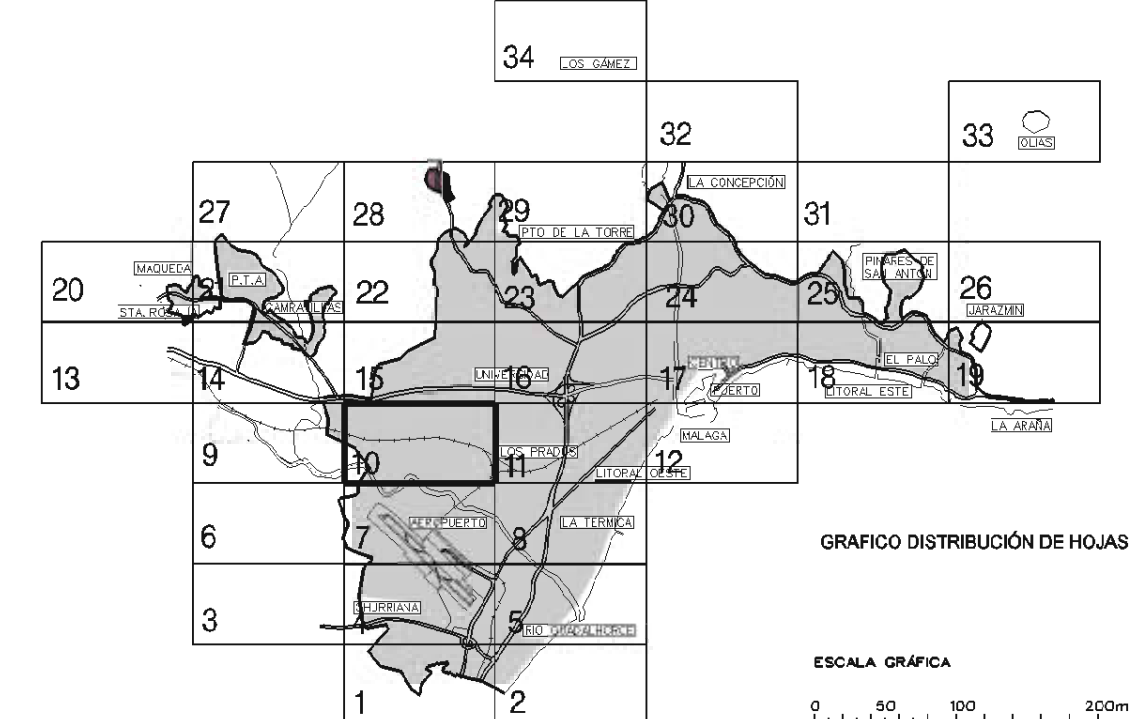 34 LOS GÁMEZ
32
33
OLIAS
LA CONCEPCIÓN
27
28
29
30
31
PTO DE LA TORRE
MAQUEDA
P.T.A.
PINARES DE
SAN ANTON
20
21
22
23
24
25
26
STA. ROSALIA
CAMPANILLAS
JARAZMIN
13
14
15
16
17
18
19
UNIVERSIDAD
CENTRO
EL PALO
PUERTO
LITORAL ESTE
MALAGA
LA ARAÑA
9
10
11
12
LOS PRADOS
LITORAL OESTE
6
7
8
AEROPUERTO
LA TERMICA
GRAFICO DISTRIBUCIÓN DE HOJAS
3
CHURRIANA
5
RIO GUADALHORCE
ESCALA GRÁFICA
1
2
0 50 100 200m